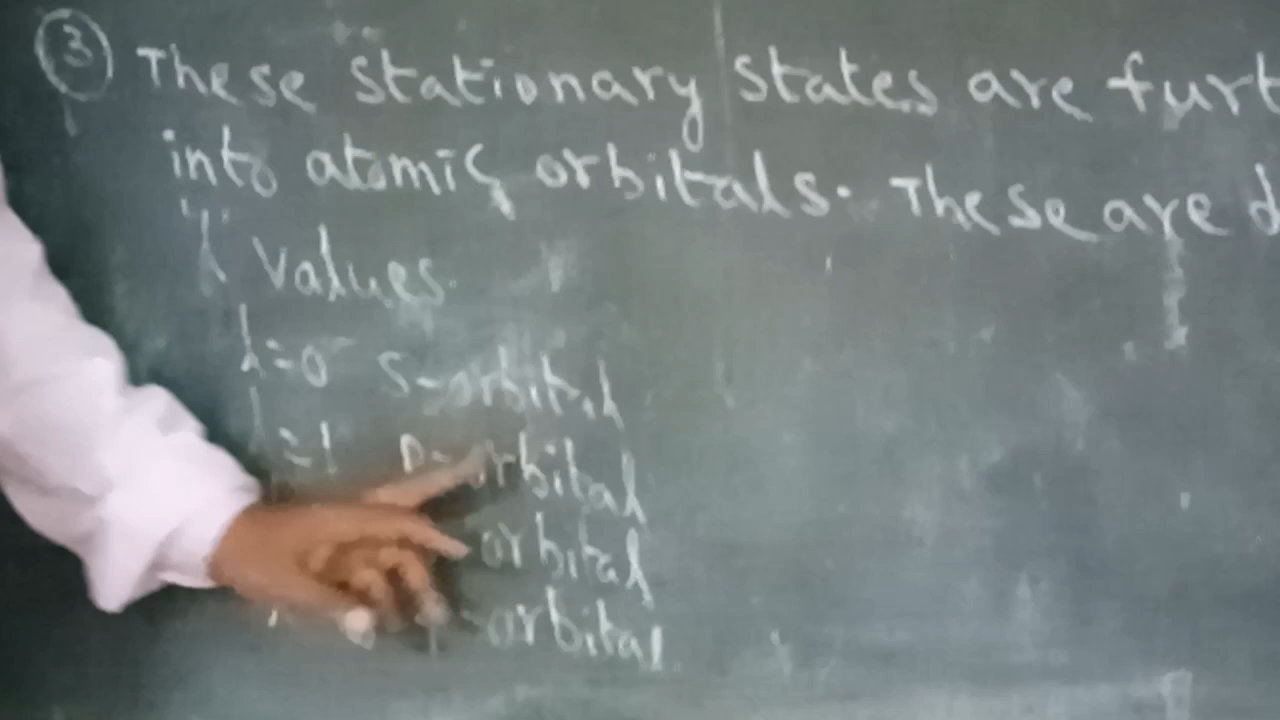 ③ These stationary states are furt
into atomic orbitals. These are d
"l" values.
l=0 s-orbital
l=1 p-orbital
-orbital
-orbital